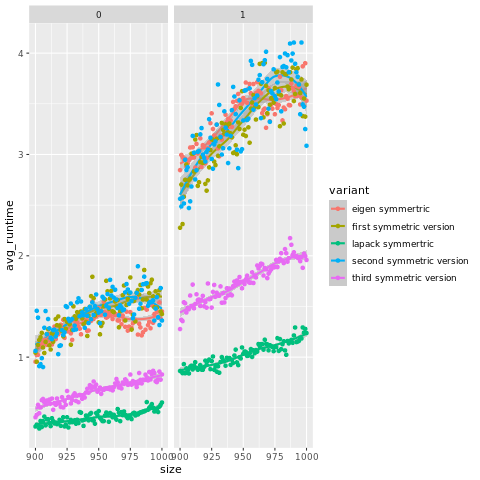 0 1
4
3
2
1
avg_runtime
900 925 950 975 1000 900 925 950 975 1000
size
variant
eigen symmertric
first symmetric version
lapack symmertric
second symmetric version
third symmetric version